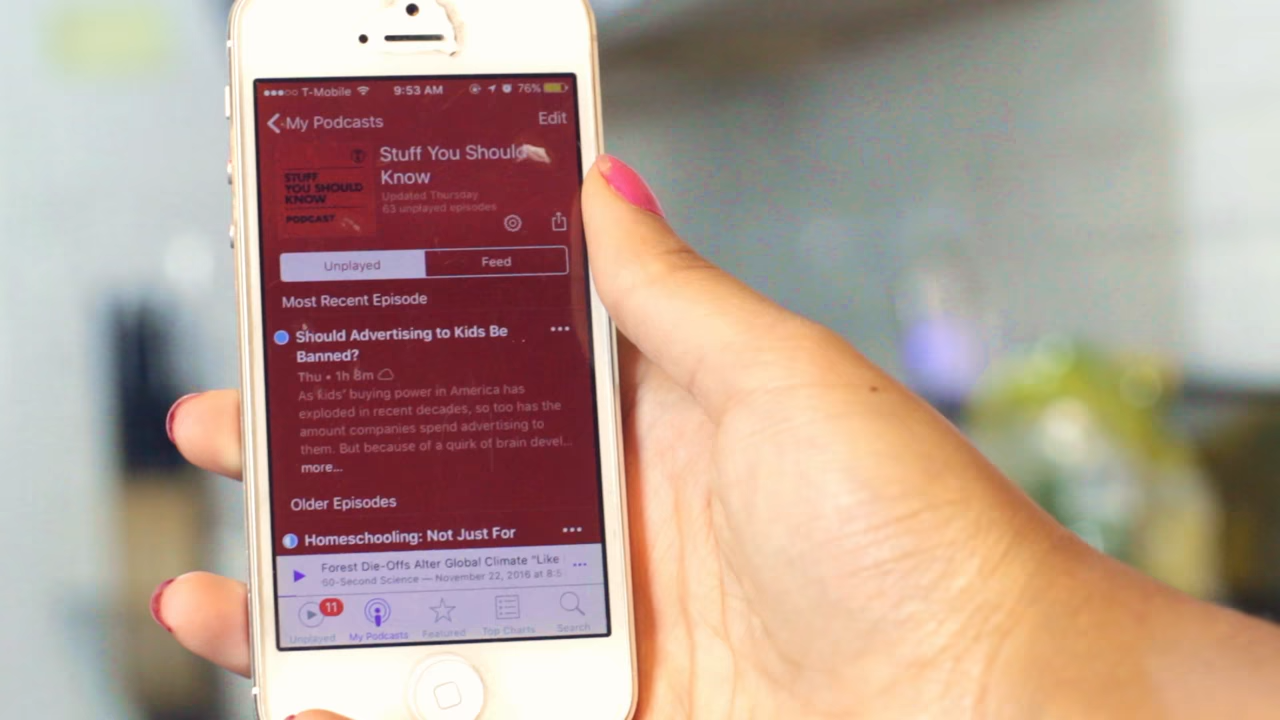 T-Mobile 9:53 AM 76%
My Podcasts Edit
Stuff You Should
Know
Updated Thursday
63 unplayed episodes
STUFF
YOU SHOULD
KNOW
PODCAST
Unplayed Feed
Most Recent Episode
Should Advertising to Kids Be
Banned?
Thu • 1h 8m
As kids' buying power in America has
exploded in recent decades, so too has the
amount companies spend advertising to
them. But because of a quirk of brain devel...
more...
Older Episodes
Homeschooling: Not Just For
Forest Die-Offs Alter Global Climate "Like
60-Second Science — November 22, 2016 at 8:5
11
Unplayed My Podcasts Featured Top Charts Search